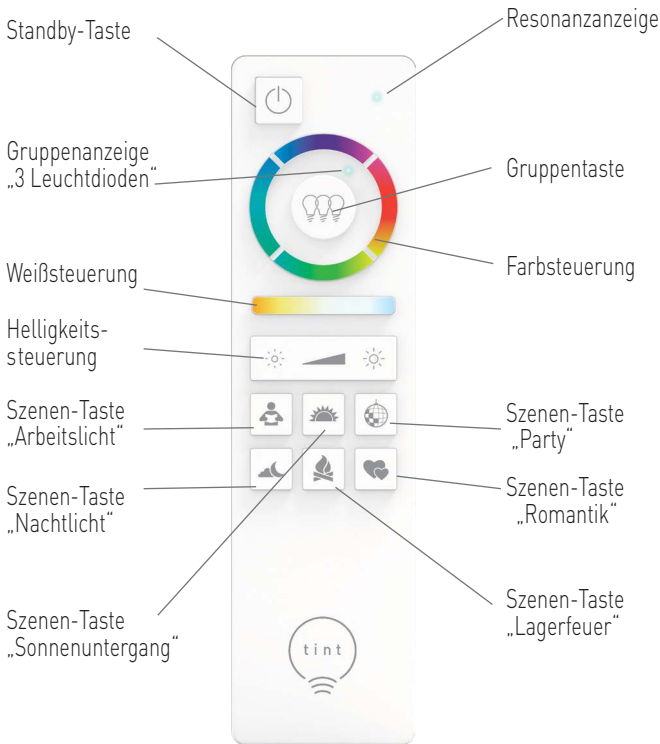 Standby-Taste
Resonanzanzeige
Gruppenanzeige
„3 Leuchtdioden“
Gruppentaste
Weißsteuerung
Farbsteuerung
Helligkeits-
steuerung
Szenen-Taste
„Arbeitslicht“
Szenen-Taste
„Party“
Szenen-Taste
„Nachtlicht“
Szenen-Taste
„Romantik“
Szenen-Taste
„Sonnenuntergang“
Szenen-Taste
„Lagerfeuer“
tint